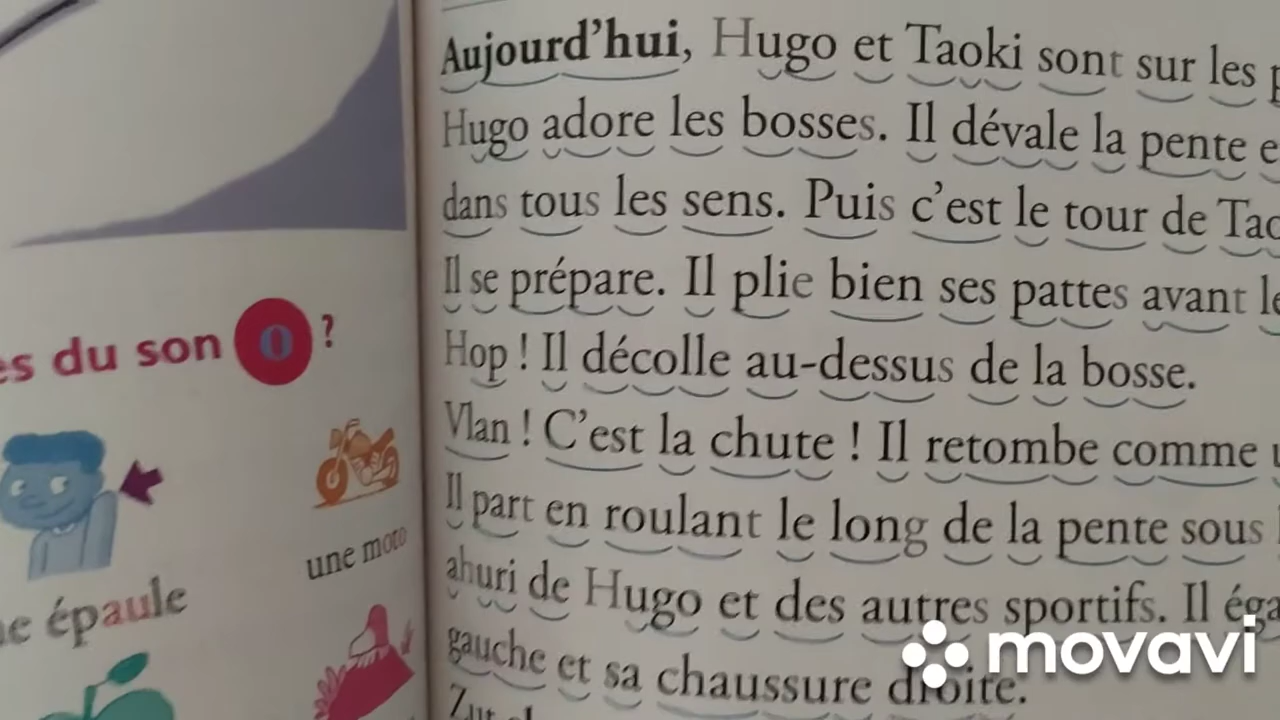 es du son o ?
une moto
ne épaule
Aujourd'hui, Hugo et Taoki sont sur les
Hugo adore les bosses. Il dévale la pente
dans tous les sens. Puis c'est le tour de
Il se prépare. Il plie bien ses pattes avant
Hop ! Il décolle au-dessus de la bosse.
Vlan ! C'est la chute ! Il retombe comme
Il part en roulant le long de la pente sous
ahuri de Hugo et des autres sportifs. Il
gauche et sa chaussure droite.
movavi